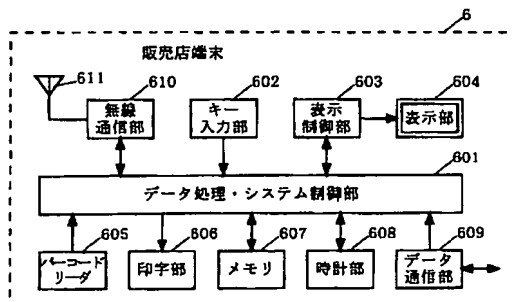 6
販売店端末
611
610
602
603
604
無線
通信部
キー
入力部
表示
制御部
表示部
601
データ処理・システム制御部
605
606
607
608
609
バーコード
リーダ
印字部
メモリ
時計部
データ
通信部